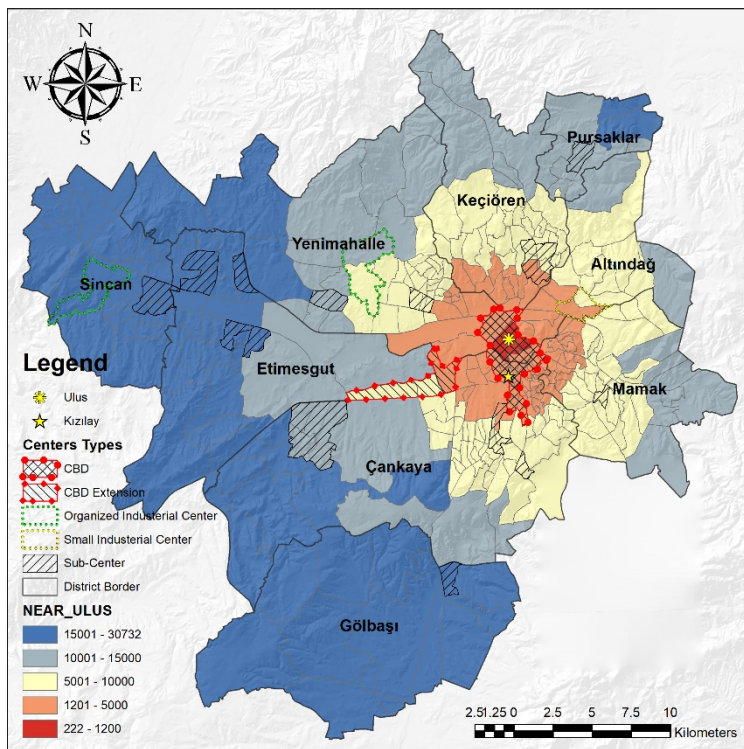 N
W E
S
Pursaklar
Keçiören
Yenimahalle
Altındağ
Sincan
Etimesgut
Mamak
Çankaya
Gölbaşı
Legend
Ulus
Kızılay
Centers Types
CBD
CBD Extension
Organized Industerial Center
Small Industerial Center
Sub-Center
District Border
NEAR_ULUS
15001 - 30732
10001 - 15000
5001 - 10000
1201 - 5000
222 - 1200
2.51.25 0 2.5 5 7.5 10
Kilometers